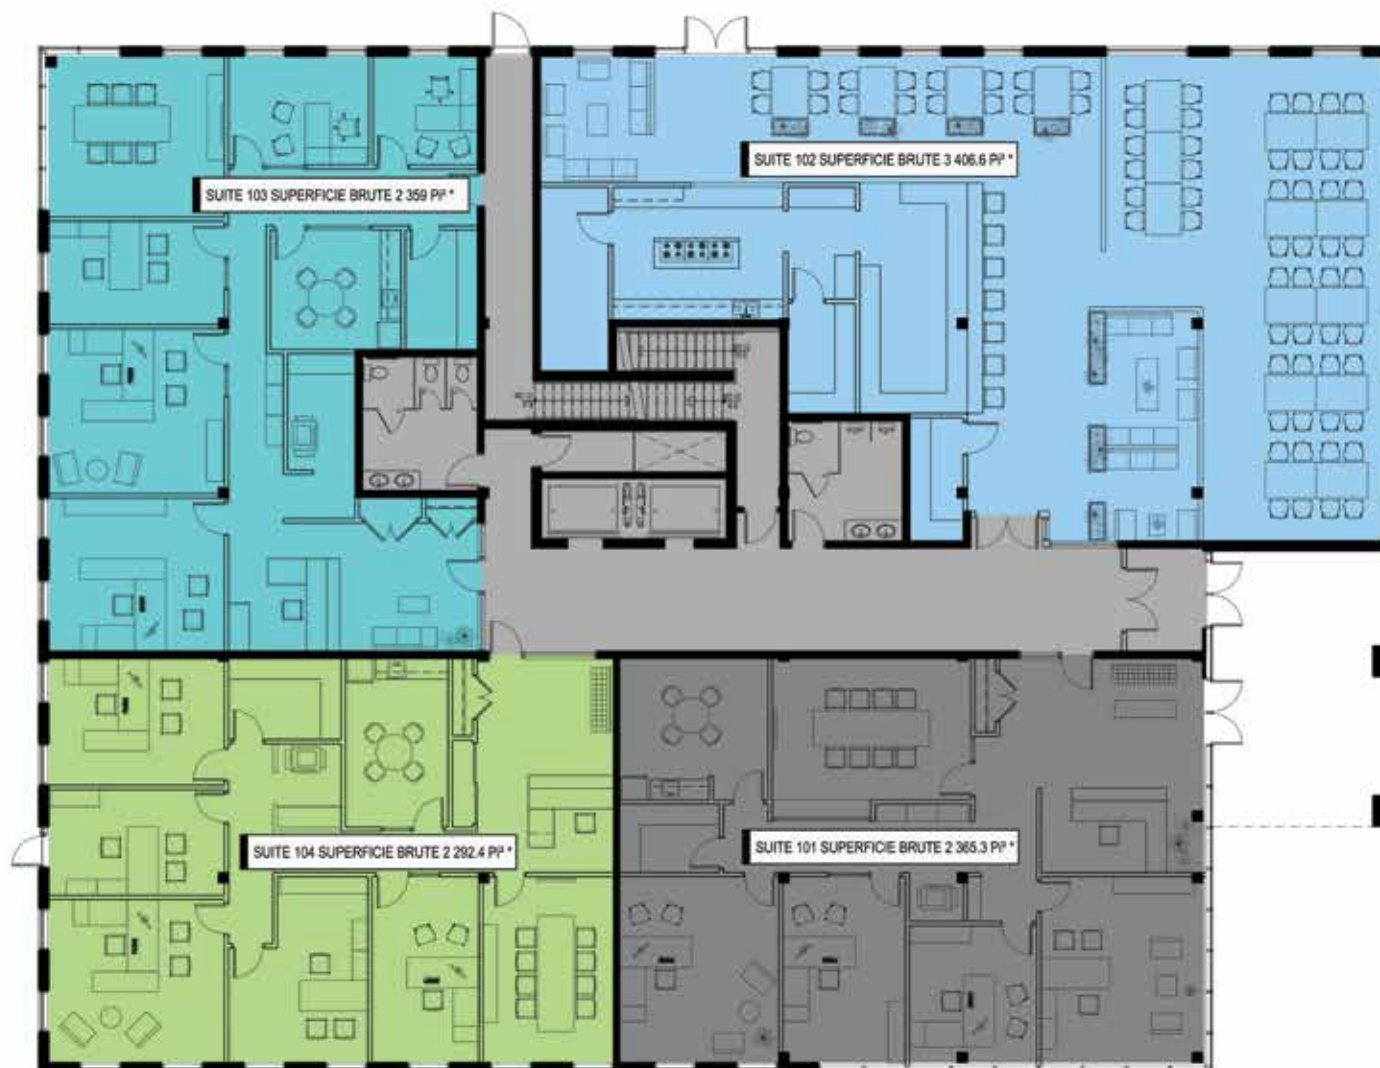 SUITE 102 SUPERFICIE BRUTE 3 406.6 Pi² *
SUITE 103 SUPERFICIE BRUTE 2 359 Pi² *
SUITE 104 SUPERFICIE BRUTE 2 292.4 Pi² *
SUITE 101 SUPERFICIE BRUTE 2 365.3 Pi² *